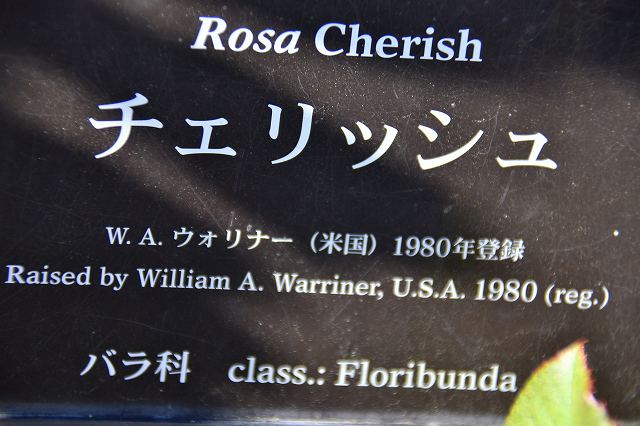 Rosa Cherish
チェリッシュ
W. A. ウォリナー（米国）1980年登録
Raised by William A. Warriner, U.S.A. 1980 (reg.)
バラ科　class.: Floribunda